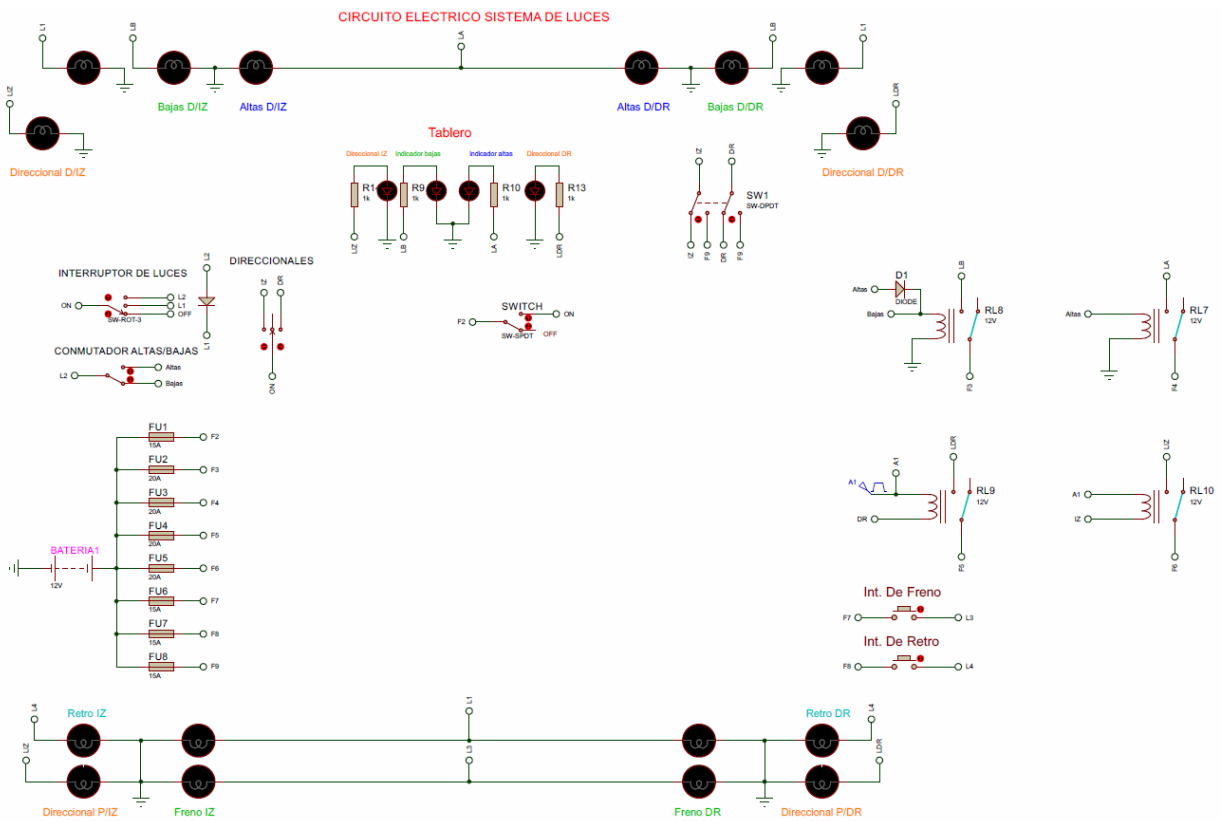 CIRCUITO ELECTRICO SISTEMA DE LUCES
L1
LB
LA
LB
L1
Bajas D/IZ
Altas D/IZ
Altas D/DR
Bajas D/DR
LIZ
LDR
Direccional D/IZ
Direccional D/DR
Tablero
Direccional IZ
Indicador bajas
Indicador altas
Direccional DR
R9
1k
R10
1k
R13
1k
1k
LIZ
LB
LA
LDR
IZ
DR
SW1
SW-DPDT
IZ
F9
DR
F9
INTERRUPTOR DE LUCES
ON
L2
L1
OFF
SW-ROT-3
L2
L1
DIRECCIONALES
IZ
DR
ON
SWITCH
F2
ON
OFF
SW-SPDT
CONMUTADOR ALTAS/BAJAS
L2
Altas
Bajas
D1
DIODE
Altas
Bajas
LB
RL8
12V
F3
LA
Altas
RL7
12V
F4
FU1
15A
F2
FU2
20A
F3
FU3
20A
F4
FU4
20A
F5
FU5
20A
F6
FU6
15A
F7
FU7
15A
F8
FU8
15A
F9
BATERIA1
12V
A1
A1
DR
LDR
RL9
12V
F5
A1
IZ
LIZ
RL10
12V
F6
Int. De Freno
F7
L3
Int. De Retro
F8
L4
L4
Retro IZ
L1
Retro DR
L4
LIZ
L3
LDR
Direccional P/IZ
Freno IZ
Freno DR
Direccional P/DR